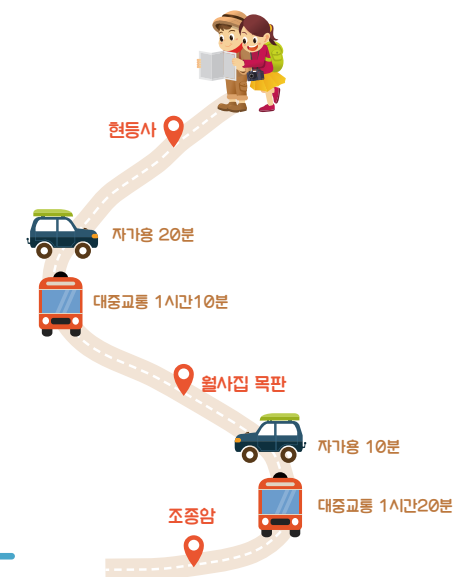 현등사
자가용 20분
대중교통 1시간10분
월사집 목판
자가용 10분
대중교통 1시간20분
조종암